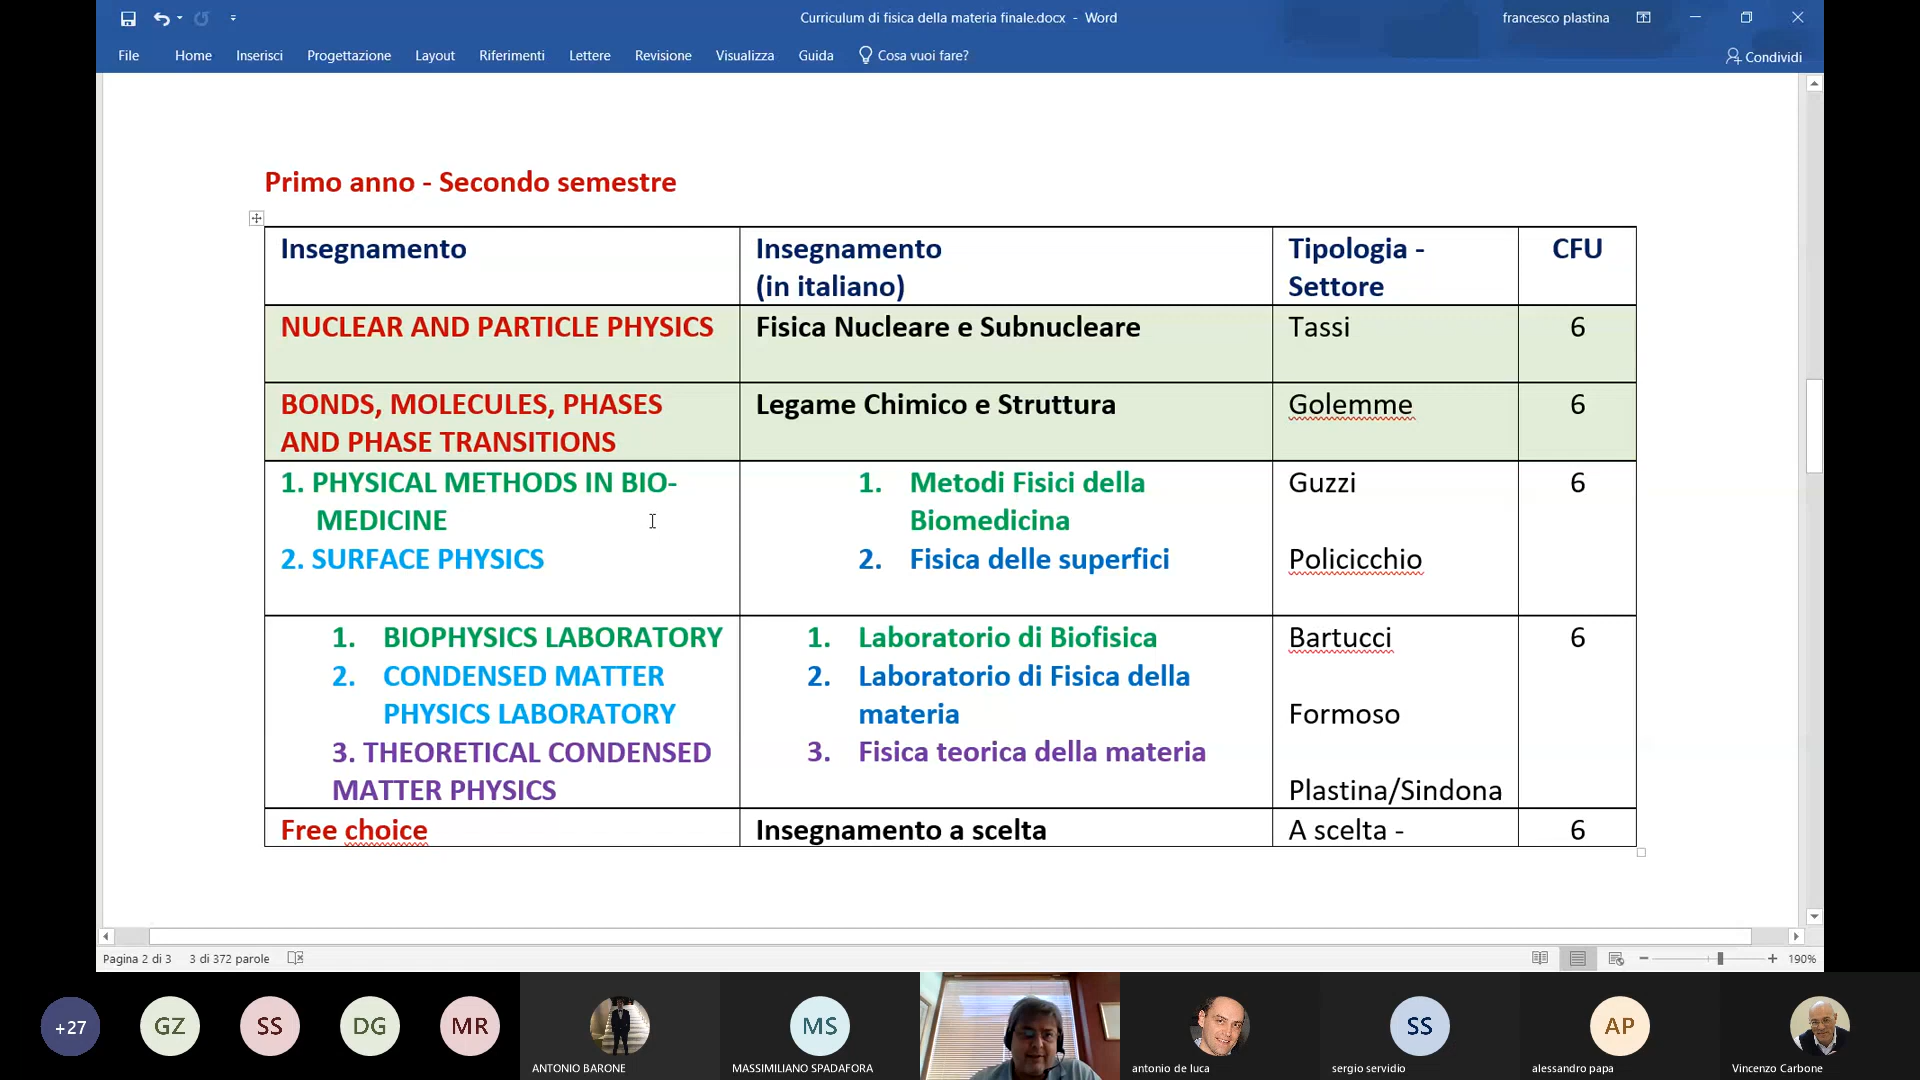 Curriculum di fisica della materia finale.docx - Word
francesco plastina
File Home Inserisci Progettazione Layout Riferimenti Lettere Revisione Visualizza Guida Cosa vuoi fare? Condividi
Primo anno - Secondo semestre
Insegnamento Insegnamento Tipologia - CFU
(in italiano) Settore
NUCLEAR AND PARTICLE PHYSICS Fisica Nucleare e Subnucleare Tassi 6
BONDS, MOLECULES, PHASES Legame Chimico e Struttura Golemme 6
AND PHASE TRANSITIONS
1. PHYSICAL METHODS IN BIO- 1. Metodi Fisici della Guzzi 6
MEDICINE Biomedicina
2. SURFACE PHYSICS 2. Fisica delle superfici Policicchio
1. BIOPHYSICS LABORATORY 1. Laboratorio di Biofisica Bartucci 6
2. CONDENSED MATTER 2. Laboratorio di Fisica della
PHYSICS LABORATORY materia Formoso
3. THEORETICAL CONDENSED 3. Fisica teorica della materia
MATTER PHYSICS Plastina/Sindona
Free choice Insegnamento a scelta A scelta - 6
Pagina 2 di 3 3 di 372 parole 190%
+27 GZ SS DG MR MS SS AP
ANTONIO BARONE MASSIMILIANO SPADAFORA antonio de luca sergio servidio alessandro papa Vincenzo Carbone